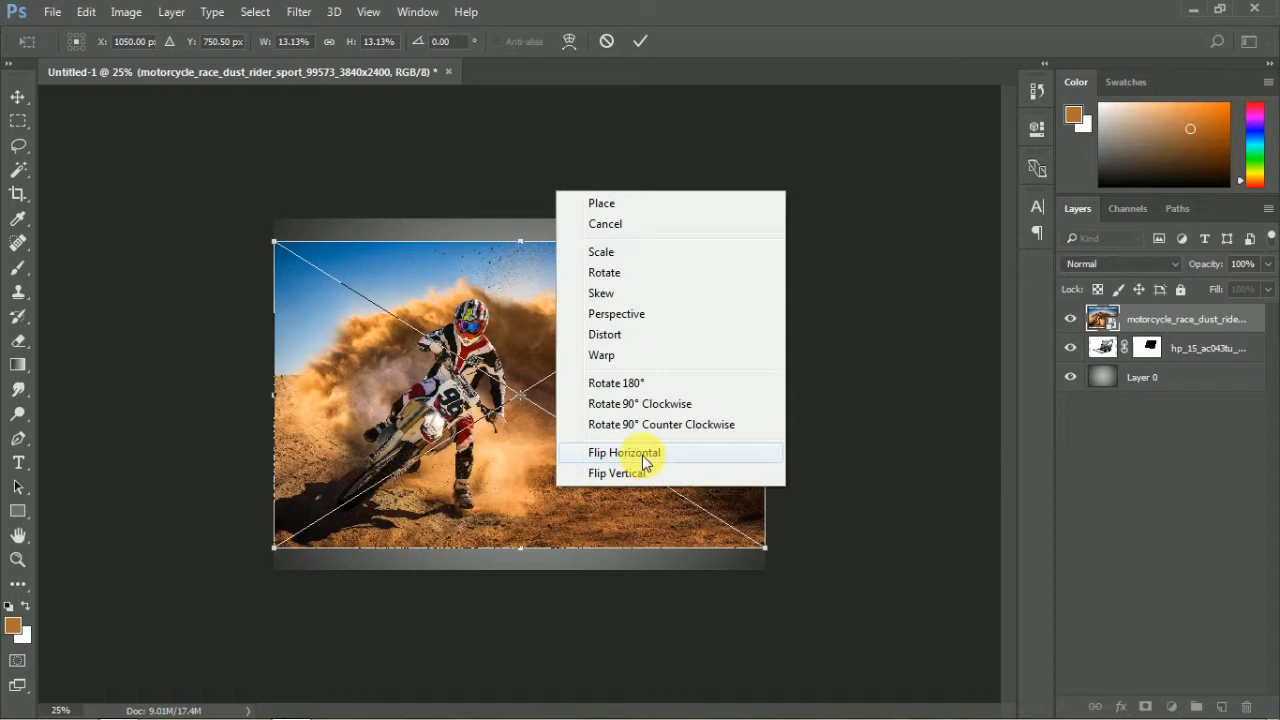 Ps File Edit Image Layer Type Select Filter 3D View Window Help
X: 1050.00 px Y: 750.50 px W: 13.13% H: 13.13% 0.00 ° Anti-alias
Untitled-1 @ 25% (motorcycle_race_dust_rider_sport_99573_3840x2400, RGB/8) *
Color Swatches
Place
Cancel
Scale
Rotate
Skew
Perspective
Distort
Warp
Rotate 180°
Rotate 90° Clockwise
Rotate 90° Counter Clockwise
Flip Horizontal
Flip Vertical
96
Layers Channels Paths
Kind
Normal Opacity: 100%
Lock: Fill: 100%
motorcycle_race_dust_ride...
hp_15_ac043tu_...
Layer 0
25% Doc: 9.01M/17.4M